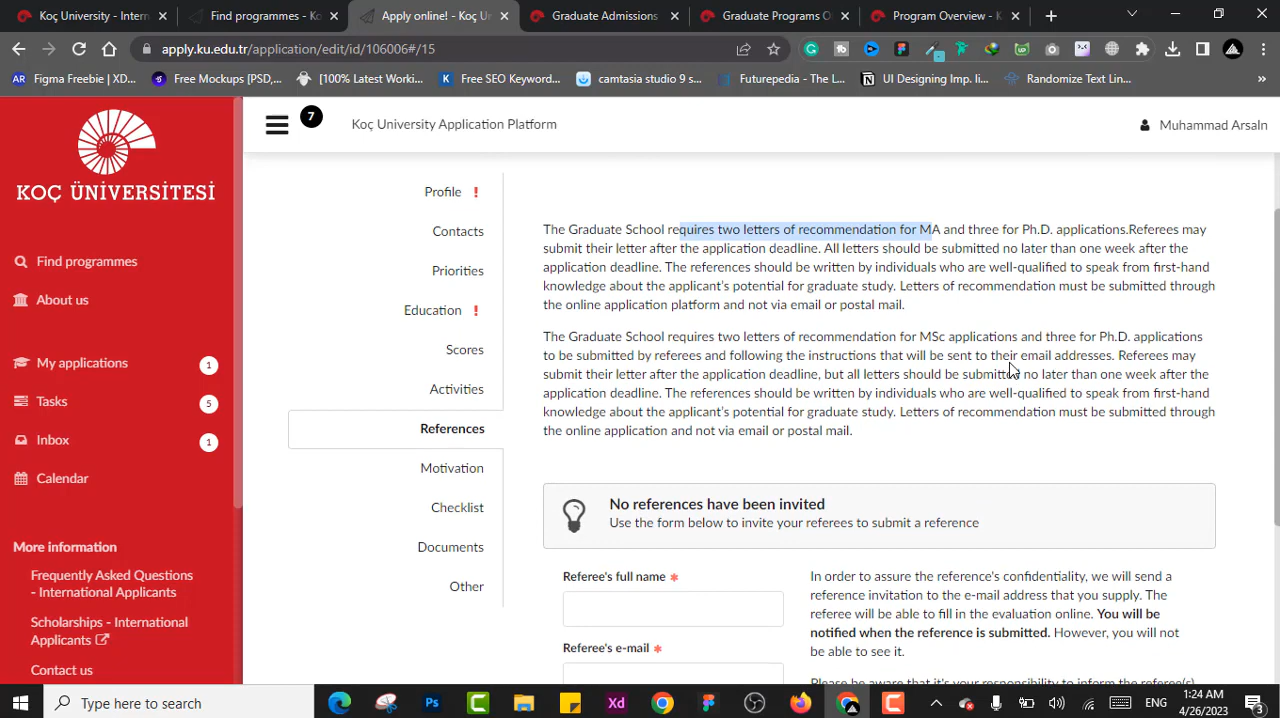 Koç University - Intern
Find programmes - Ko
Apply online! - Koç Un
Graduate Admissions
Graduate Programs O
Program Overview - K
apply.ku.edu.tr/application/edit/id/106006#/15
Figma Freebie | XD...
Free Mockups [PSD,...
[100% Latest Worki...
Free SEO Keyword...
camtasia studio 9 s...
Futurepedia - The L...
UI Designing Imp. li...
Randomize Text Lin...
KOÇ ÜNİVERSİTESİ
7
Koç University Application Platform
Muhammad Arsaln
Find programmes
About us
My applications 1
Tasks 5
Inbox 1
Calendar
More information
Frequently Asked Questions
- International Applicants
Scholarships - International
Applicants
Contact us
Profile
Contacts
Priorities
Education
Scores
Activities
References
Motivation
Checklist
Documents
Other
The Graduate School requires two letters of recommendation for MA and three for Ph.D. applications.Referees may
submit their letter after the application deadline. All letters should be submitted no later than one week after the
application deadline. The references should be written by individuals who are well-qualified to speak from first-hand
knowledge about the applicant's potential for graduate study. Letters of recommendation must be submitted through
the online application platform and not via email or postal mail.
The Graduate School requires two letters of recommendation for MSc applications and three for Ph.D. applications
to be submitted by referees and following the instructions that will be sent to their email addresses. Referees may
submit their letter after the application deadline, but all letters should be submitted no later than one week after the
application deadline. The references should be written by individuals who are well-qualified to speak from first-hand
knowledge about the applicant's potential for graduate study. Letters of recommendation must be submitted through
the online application and not via email or postal mail.
No references have been invited
Use the form below to invite your referees to submit a reference
Referee's full name *
Referee's e-mail *
In order to assure the reference's confidentiality, we will send a
reference invitation to the e-mail address that you supply. The
referee will be able to fill in the evaluation online. You will be
notified when the reference is submitted. However, you will not
be able to see it.
Please be aware that it's your responsibility to inform the referee(s)
Type here to search
ENG
1:24 AM
4/26/2023
3